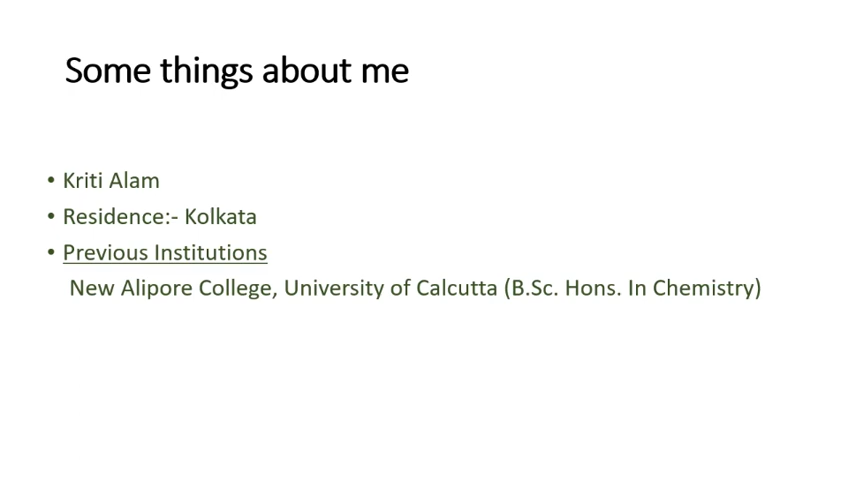 Some things about me
• Kriti Alam
• Residence:- Kolkata
• Previous Institutions
New Alipore College, University of Calcutta (B.Sc. Hons. In Chemistry)